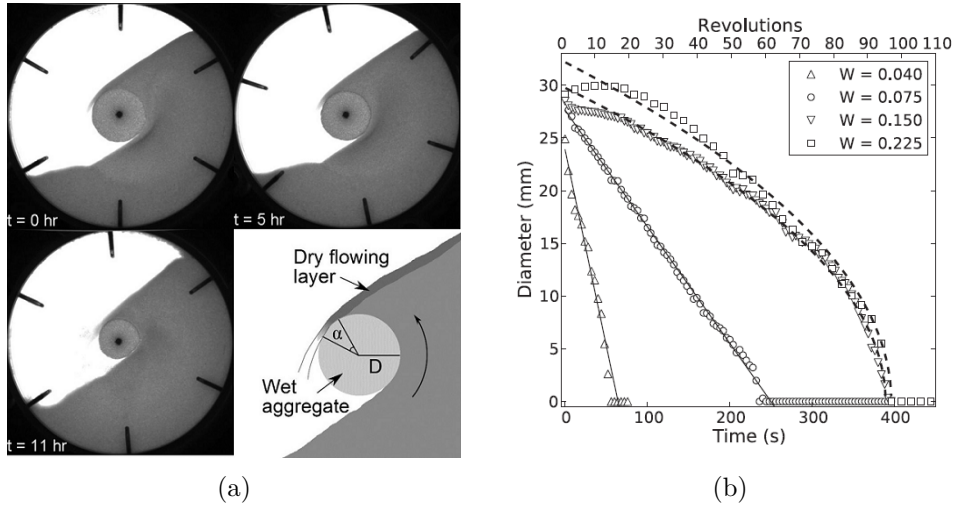 t = 0 hr
t = 5 hr
t = 11 hr
Dry flowing
layer
α
D
Wet
aggregate
(a)
Revolutions
0 10 20 30 40 50 60 70 80 90 100 110
W = 0.040
W = 0.075
W = 0.150
W = 0.225
Diameter (mm)
30
25
20
15
10
5
0
0 100 200 300 400
Time (s)
(b)